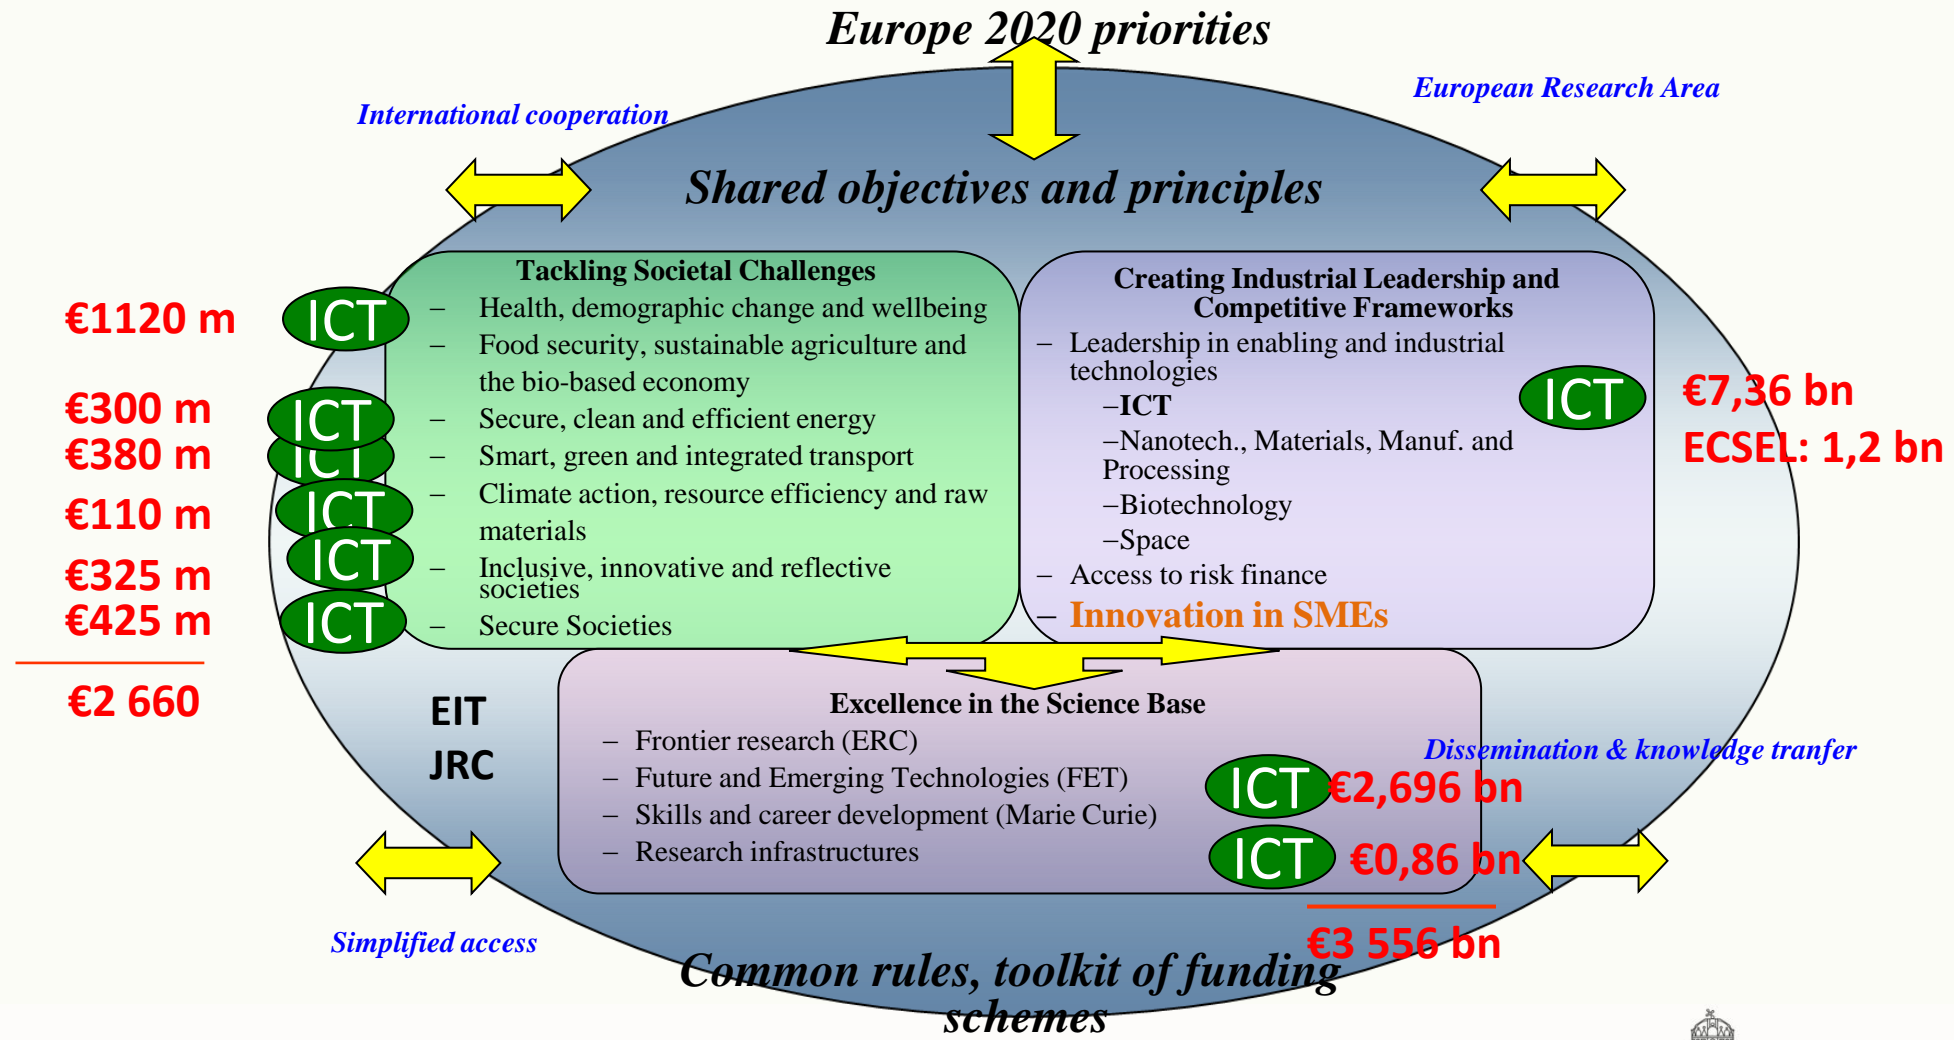 Europe 2020 priorities
International cooperation
European Research Area
Shared objectives and principles
Tackling Societal Challenges
– Health, demographic change and wellbeing
– Food security, sustainable agriculture and
the bio-based economy
– Secure, clean and efficient energy
– Smart, green and integrated transport
– Climate action, resource efficiency and raw
materials
– Inclusive, innovative and reflective
societies
– Secure Societies
€1120 m
ICT
€300 m
ICT
€380 m
ICT
€110 m
ICT
€325 m
ICT
€425 m
ICT
€2 660
Creating Industrial Leadership and
Competitive Frameworks
– Leadership in enabling and industrial
technologies
–ICT
–Nanotech., Materials, Manuf. and
Processing
–Biotechnology
–Space
– Access to risk finance
– Innovation in SMEs
ICT
€7,36 bn
ECSEL: 1,2 bn
EIT
JRC
Excellence in the Science Base
– Frontier research (ERC)
– Future and Emerging Technologies (FET)
– Skills and career development (Marie Curie)
– Research infrastructures
Dissemination & knowledge tranfer
ICT €2,696 bn
ICT €0,86 bn
€3 556 bn
Simplified access
Common rules, toolkit of funding
schemes